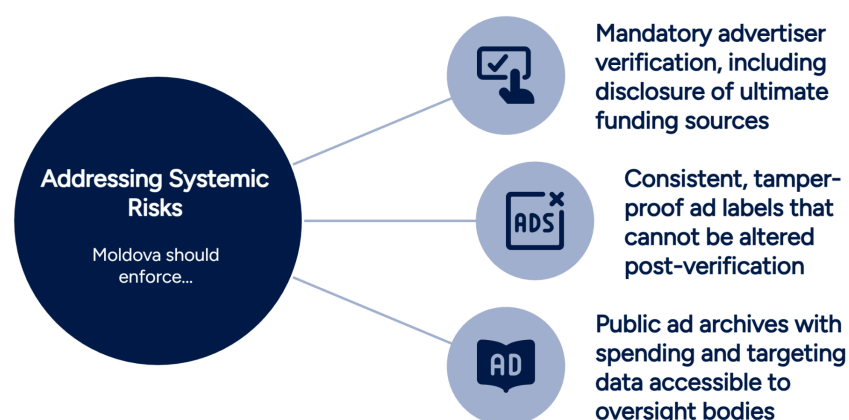 Addressing Systemic
Risks
Moldova should
enforce...
Mandatory advertiser
verification, including
disclosure of ultimate
funding sources
ADS
Consistent, tamper-
proof ad labels that
cannot be altered
post-verification
AD
Public ad archives with
spending and targeting
data accessible to
oversight bodies